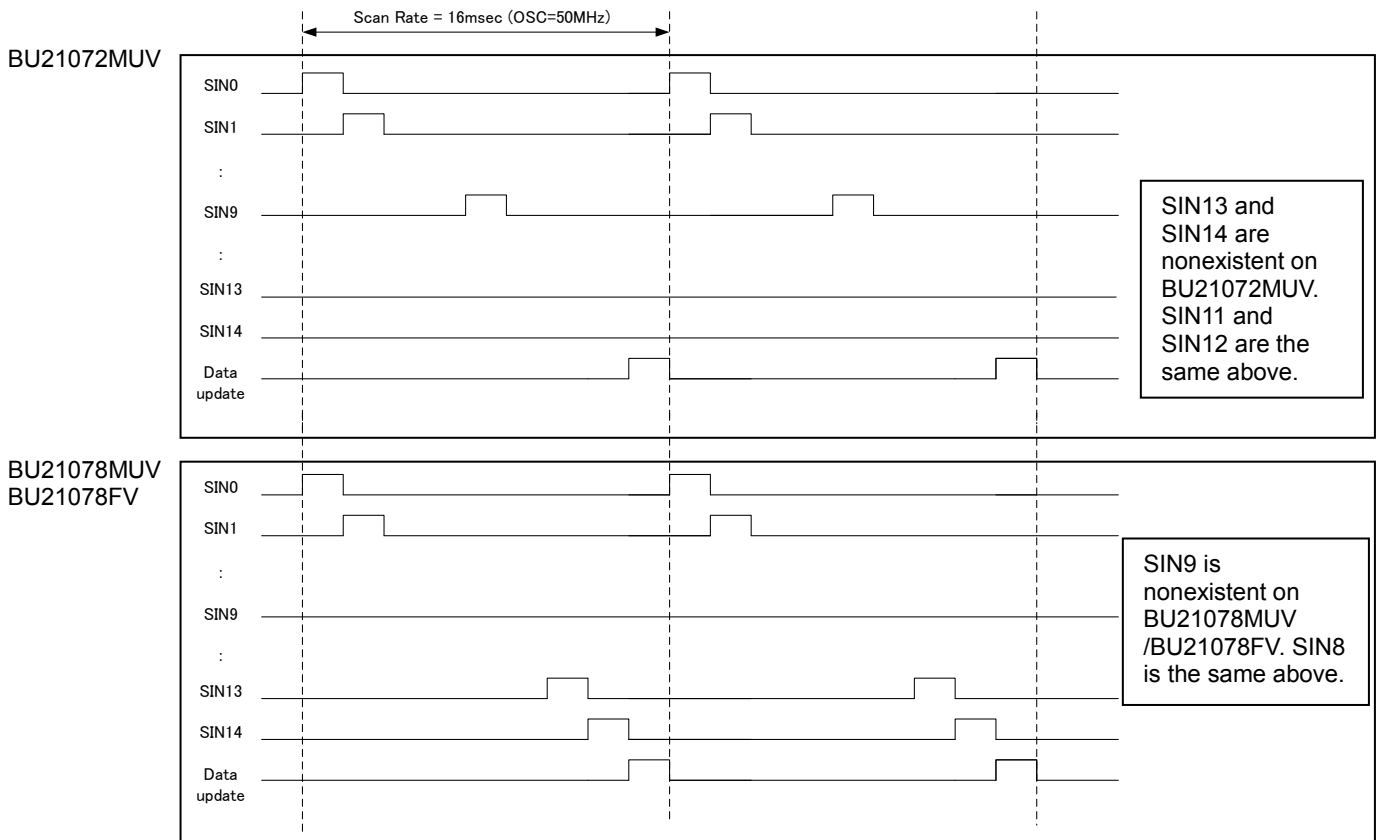 Scan Rate = 16msec (OSC=50MHz)
BU21072MUV
SIN0
SIN1
:
SIN9
:
SIN13
SIN14
Data
update
SIN13 and
SIN14 are
nonexistent on
BU21072MUV.
SIN11 and
SIN12 are the
same above.
BU21078MUV
BU21078FV
SIN0
SIN1
:
SIN9
:
SIN13
SIN14
Data
update
SIN9 is
nonexistent on
BU21078MUV
/BU21078FV. SIN8
is the same above.